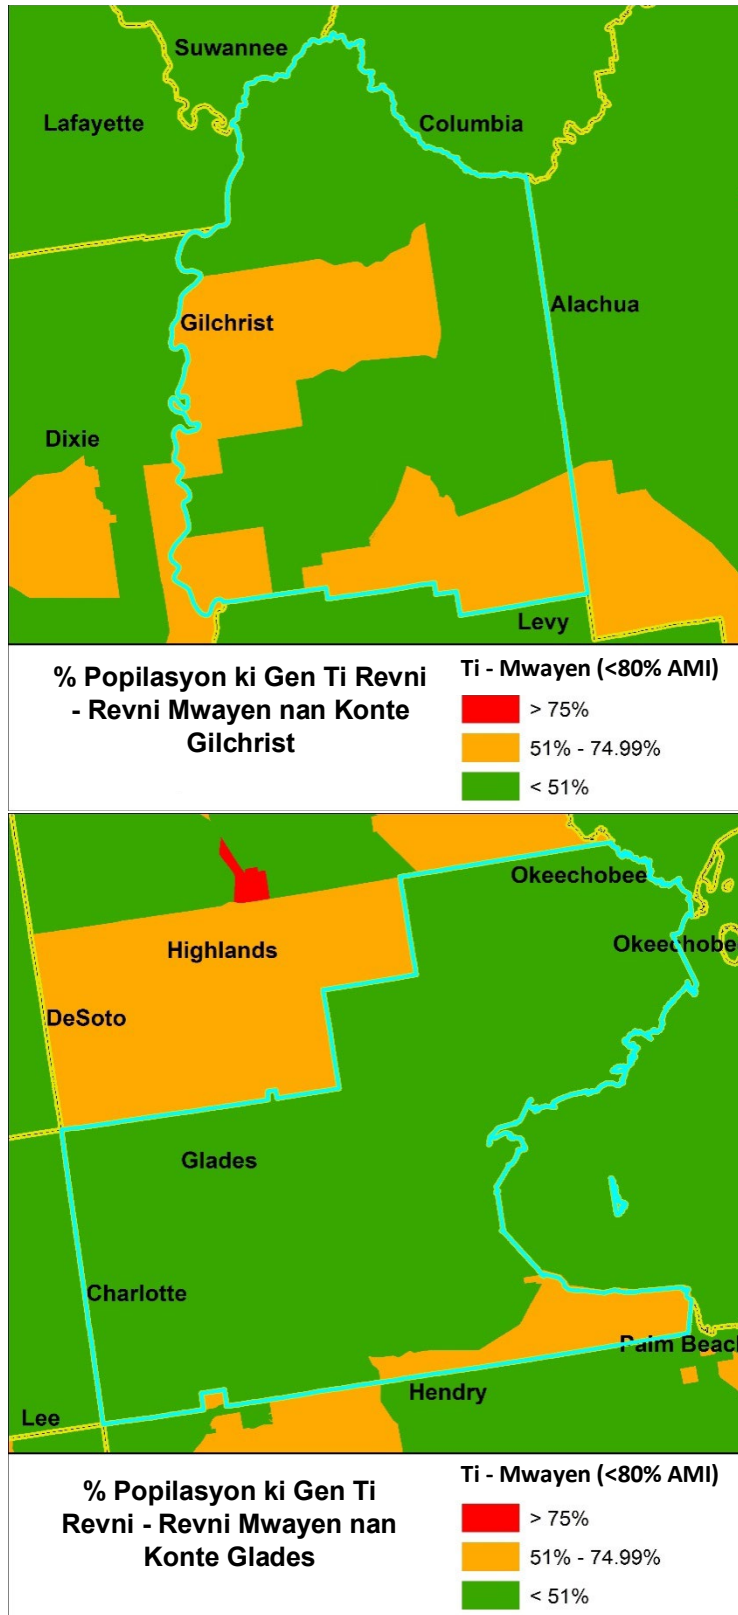 Suwannee
Lafayette
Columbia
Alachua
Gilchrist
Dixie
Levy
% Popilasyon ki Gen Ti Revni
- Revni Mwayen nan Konte
Gilchrist
Ti - Mwayen (<80% AMI)
> 75%
51% - 74.99%
< 51%
Okeechobee
Highlands
Okeechobe
DeSoto
Glades
Charlotte
Palm Beach
Hendry
Lee
% Popilasyon ki Gen Ti
Revni - Revni Mwayen nan
Konte Glades
Ti - Mwayen (<80% AMI)
> 75%
51% - 74.99%
< 51%